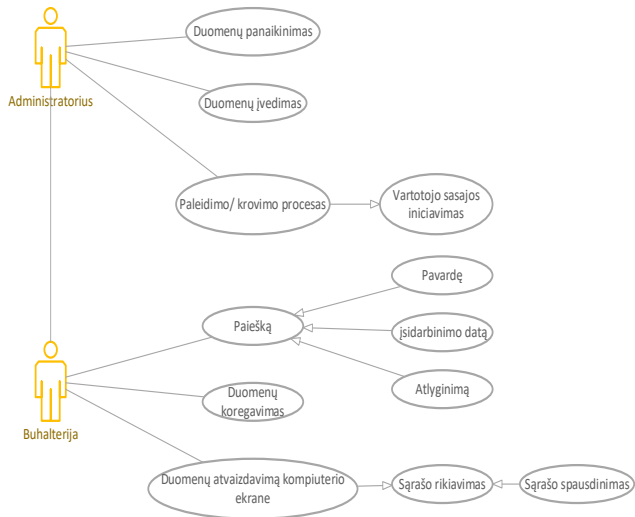 Duomenų panaikinimas
Administratorius
Duomenų įvedimas
Paleidimo/ krovimo procesas
Vartotojo sasajos
iniciavimas
Pavardę
Paiešką
įsidarbinimo datą
Atlyginimą
Duomenų
koregavimas
Buhalterija
Duomenų atvaizdavimą kompiuterio
ekrane
Sąrašo rikiavimas
Sąrašo spausdinimas